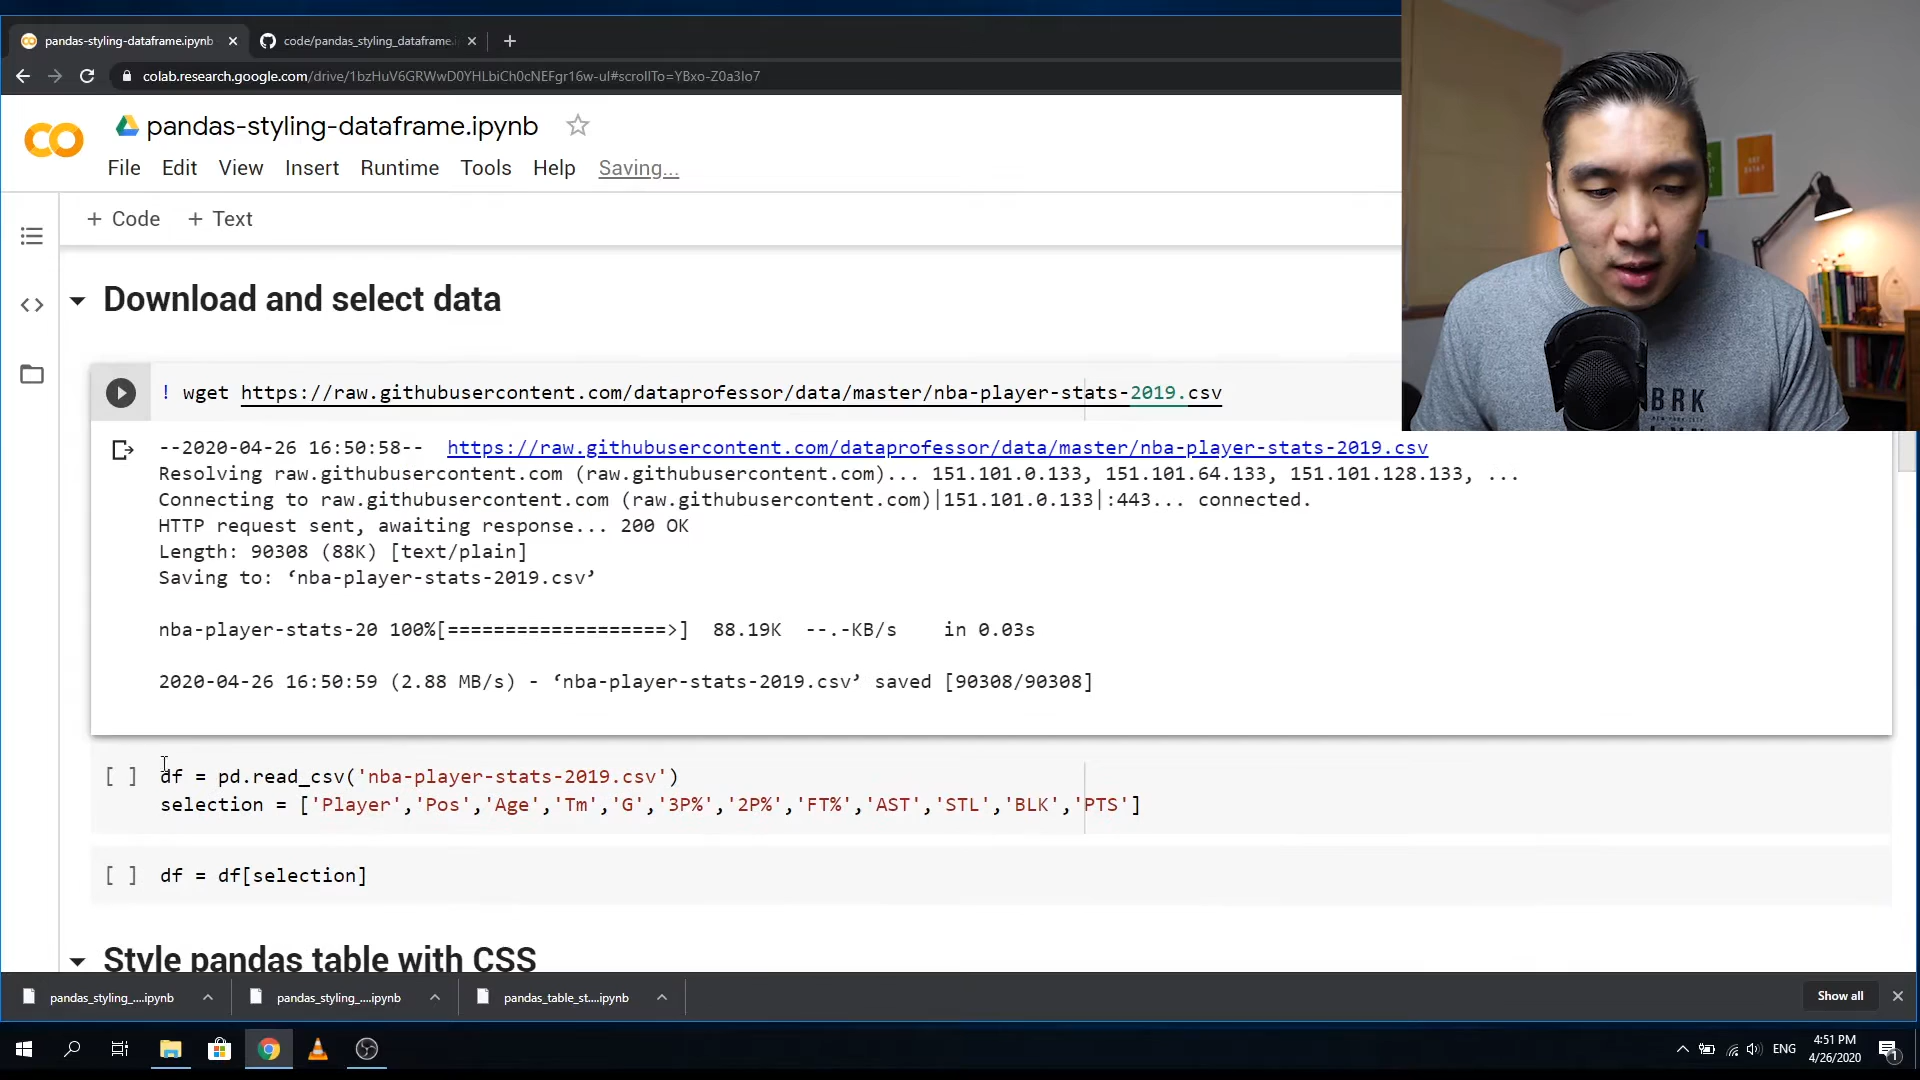 pandas-styling-dataframe.ipynb
code/pandas_styling_dataframe.i
colab.research.google.com/drive/1bzHuV6GRWwD0YHLbiCh0cNEFgr16w-uI#scrollTo=YBxo-Z0a3Io7
pandas-styling-dataframe.ipynb
File Edit View Insert Runtime Tools Help Saving...
+ Code + Text
Download and select data
! wget https://raw.githubusercontent.com/dataprofessor/data/master/nba-player-stats-2019.csv
BRK
--2020-04-26 16:50:58-- https://raw.githubusercontent.com/dataprofessor/data/master/nba-player-stats-2019.csv
Resolving raw.githubusercontent.com (raw.githubusercontent.com)... 151.101.0.133, 151.101.64.133, 151.101.128.133, ...
Connecting to raw.githubusercontent.com (raw.githubusercontent.com)|151.101.0.133|:443... connected.
HTTP request sent, awaiting response... 200 OK
Length: 90308 (88K) [text/plain]
Saving to: ‘nba-player-stats-2019.csv’
nba-player-stats-20 100%[===================>] 88.19K --.-KB/s in 0.03s
2020-04-26 16:50:59 (2.88 MB/s) - ‘nba-player-stats-2019.csv’ saved [90308/90308]
[ ] df = pd.read_csv('nba-player-stats-2019.csv')
selection = ['Player','Pos','Age','Tm','G','3P%','2P%','FT%','AST','STL','BLK','PTS']
[ ] df = df[selection]
Style pandas table with CSS
pandas_styling_....ipynb
pandas_styling_....ipynb
pandas_table_st....ipynb
Show all
ENG
4:51 PM
4/26/2020
1